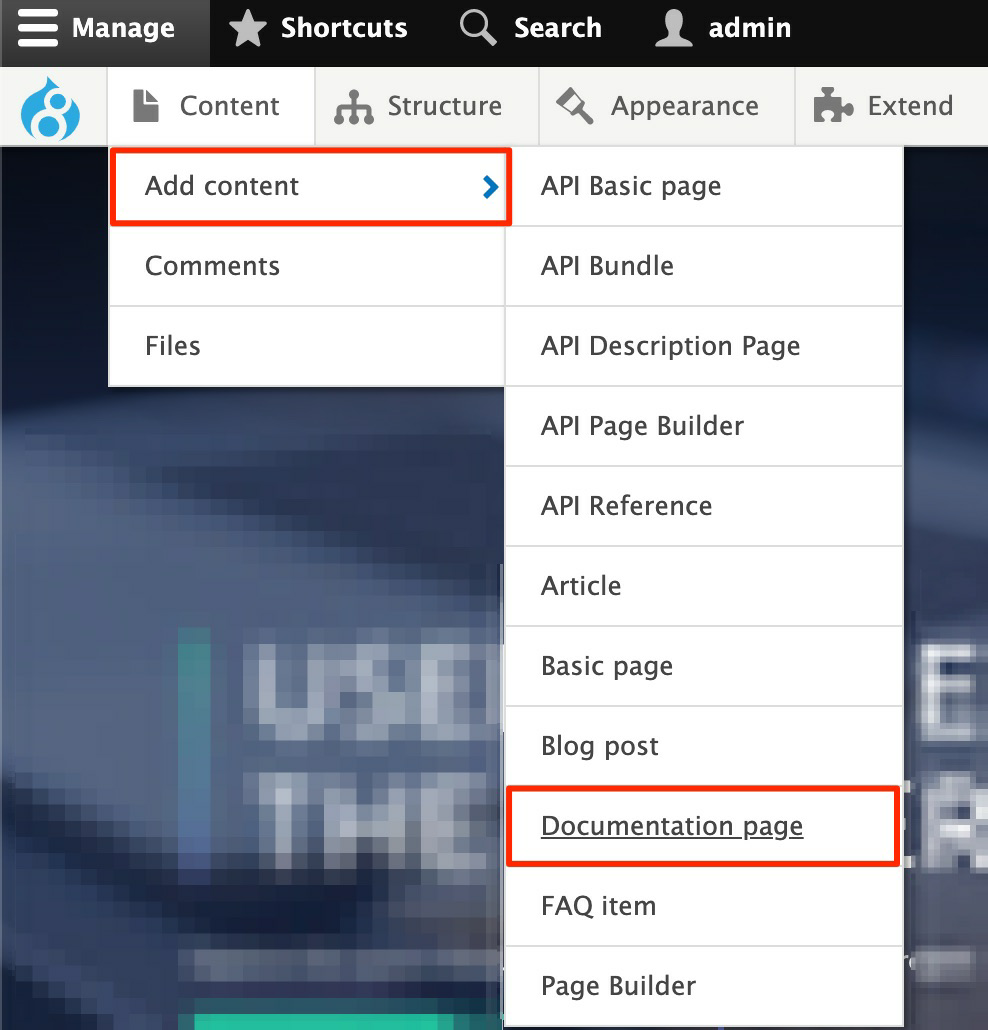 Manage Shortcuts Search admin
Content Structure Appearance Extend
Add content
Comments
Files
API Basic page
API Bundle
API Description Page
API Page Builder
API Reference
Article
Basic page
Blog post
Documentation page
FAQ item
Page Builder